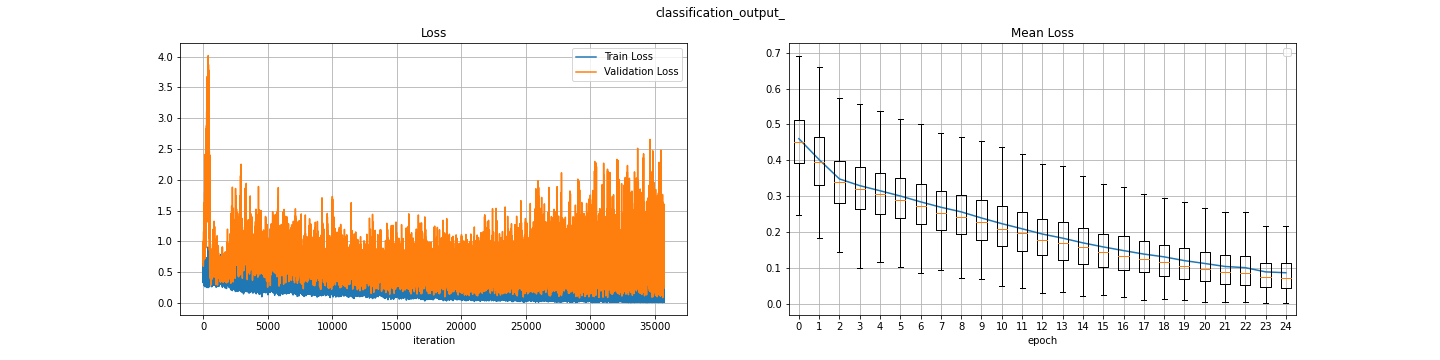 classification_output_
Loss
Train Loss
Validation Loss
4.0
3.5
3.0
2.5
2.0
1.5
1.0
0.5
0.0
0 5000 10000 15000 20000 25000 30000 35000
iteration
Mean Loss
0.7
0.6
0.5
0.4
0.3
0.2
0.1
0.0
0 1 2 3 4 5 6 7 8 9 10 11 12 13 14 15 16 17 18 19 20 21 22 23 24
epoch